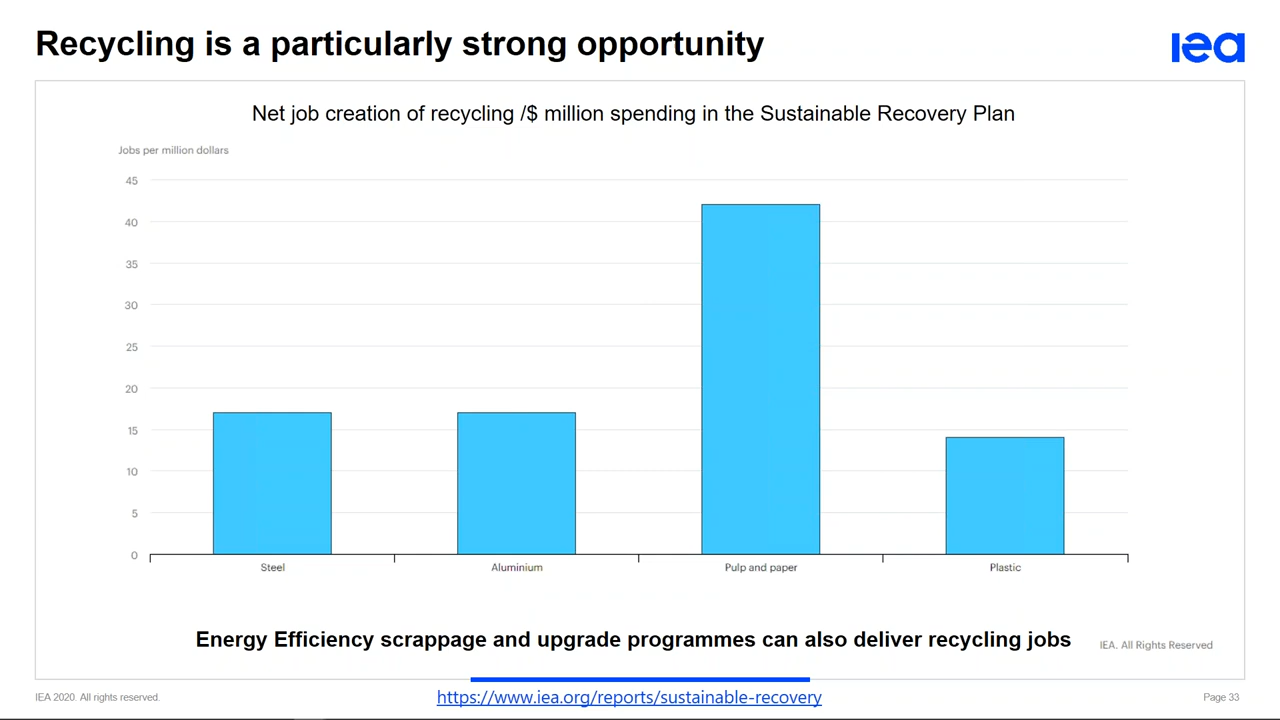 Recycling is a particularly strong opportunity
iea
Net job creation of recycling /$ million spending in the Sustainable Recovery Plan
Jobs per million dollars
45
40
35
30
25
20
15
10
5
0
Steel
Aluminium
Pulp and paper
Plastic
Energy Efficiency scrappage and upgrade programmes can also deliver recycling jobs
IEA. All Rights Reserved
IEA 2020. All rights reserved.
https://www.iea.org/reports/sustainable-recovery
Page 33